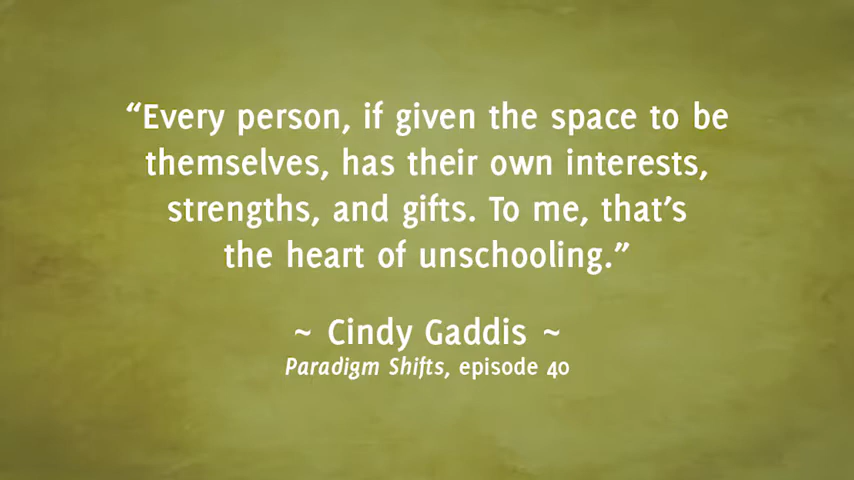 “Every person, if given the space to be
themselves, has their own interests,
strengths, and gifts. To me, that’s
the heart of unschooling.”
~ Cindy Gaddis ~
Paradigm Shifts, episode 40